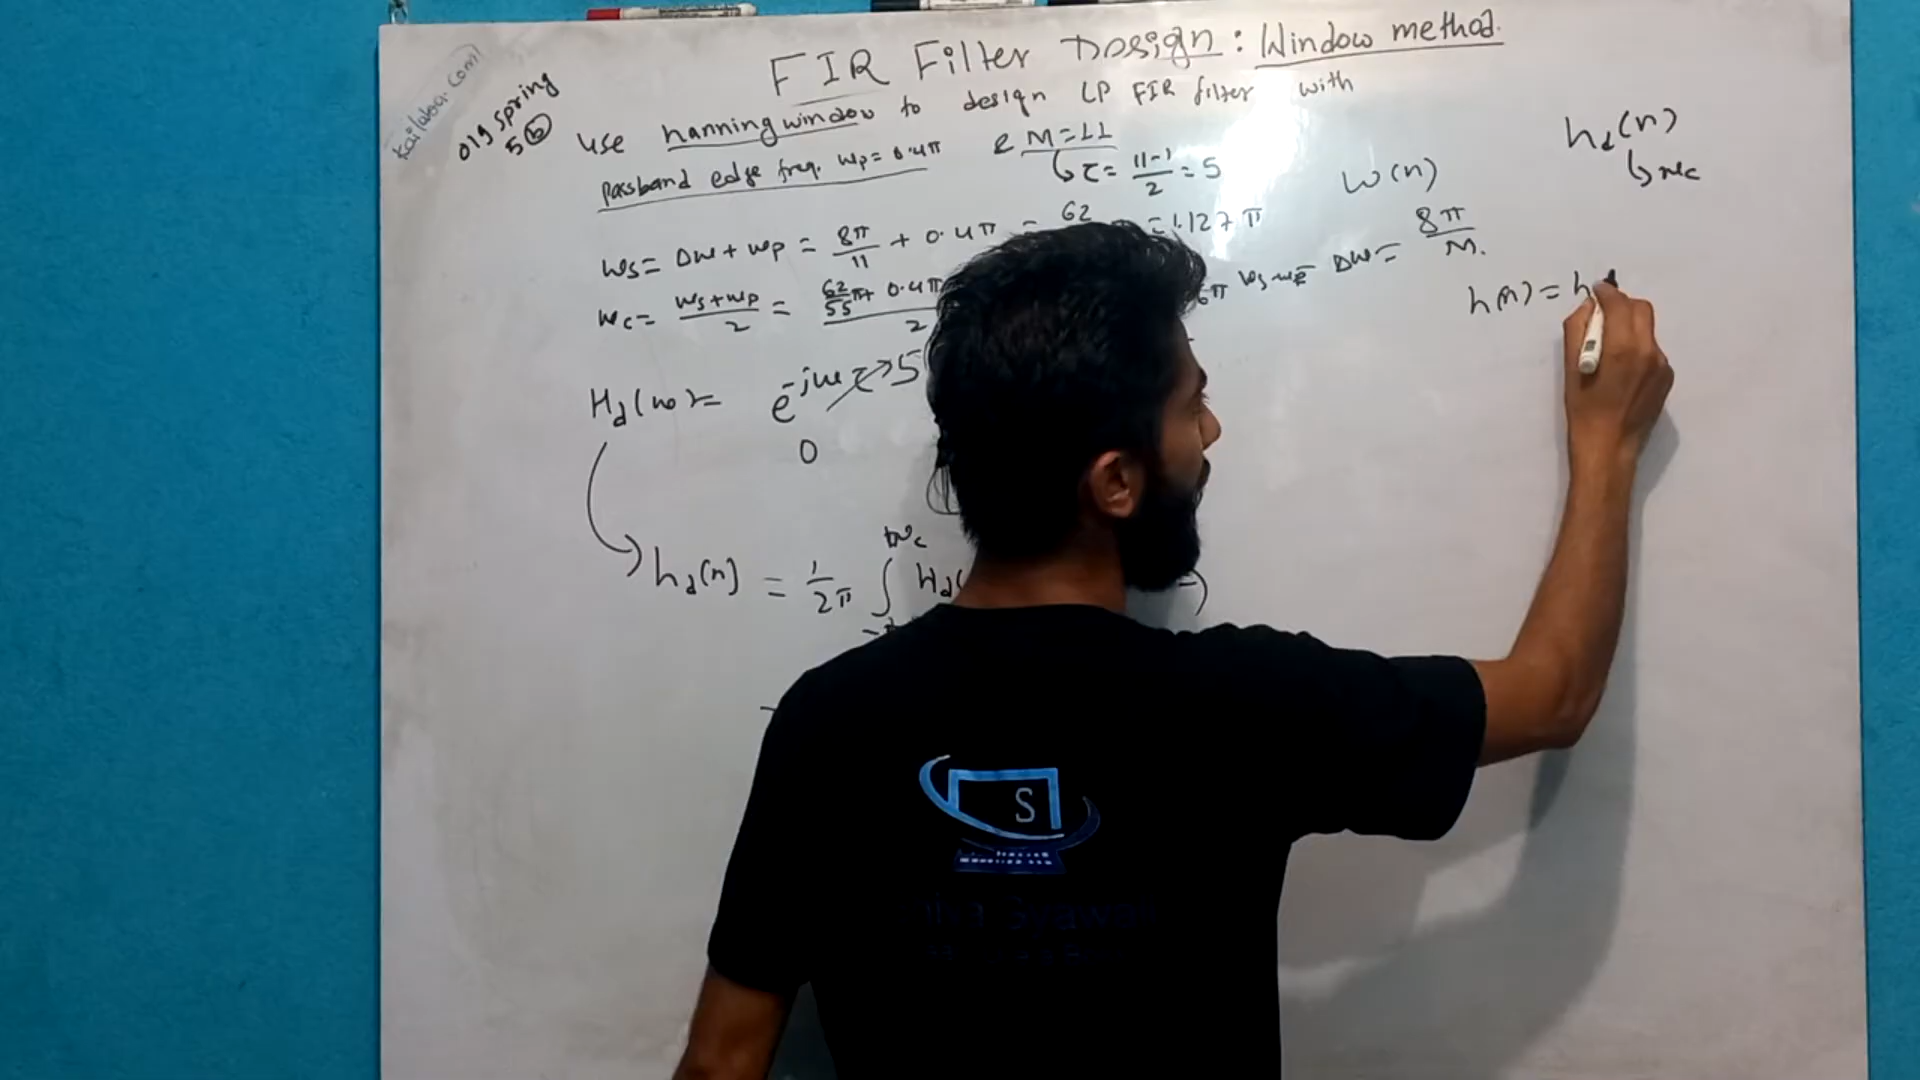 FIR Filter Design: Window method.
019 spring
5 b
Use hanning window to design LP FIR filter with
passband edge freq. wp = 0.4π & M = 11
↳ τ = 11-1/2 = 5
w(n)
hd(n)
↳ wc
ws = Δw + wp = 8π/11 + 0.4π = 62 = 1.127π
Δw = 8π/M.
wc = ws+wp/2 = 62/55 π + 0.4π/2
h(n) = h
Hd(w) = e^-jwτ → 5
0
hd(n) = 1/2π ∫ wc Hd(
S